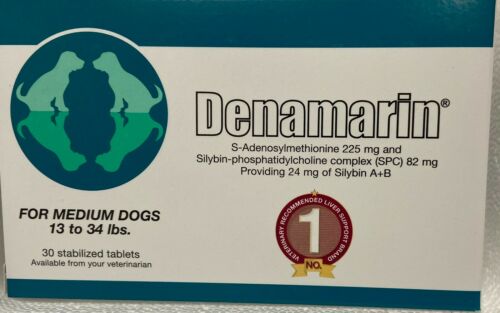 Denamarin®
S-Adenosylmethionine 225 mg and
Silybin-phosphatidylcholine complex (SPC) 82 mg
Providing 24 mg of Silybin A+B
FOR MEDIUM DOGS
13 to 34 lbs.
30 stabilized tablets
Available from your veterinarian
VETERINARY RECOMMENDED LIVER SUPPORT BRAND
1
NO.